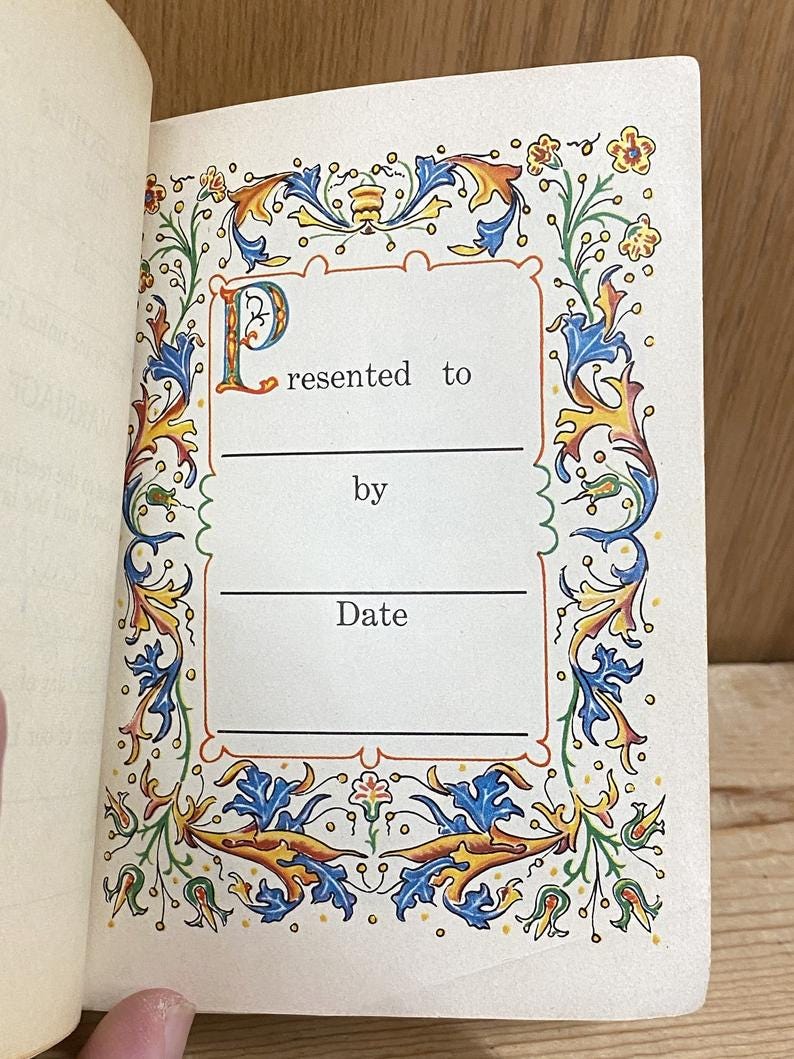 Presented to
by
Date